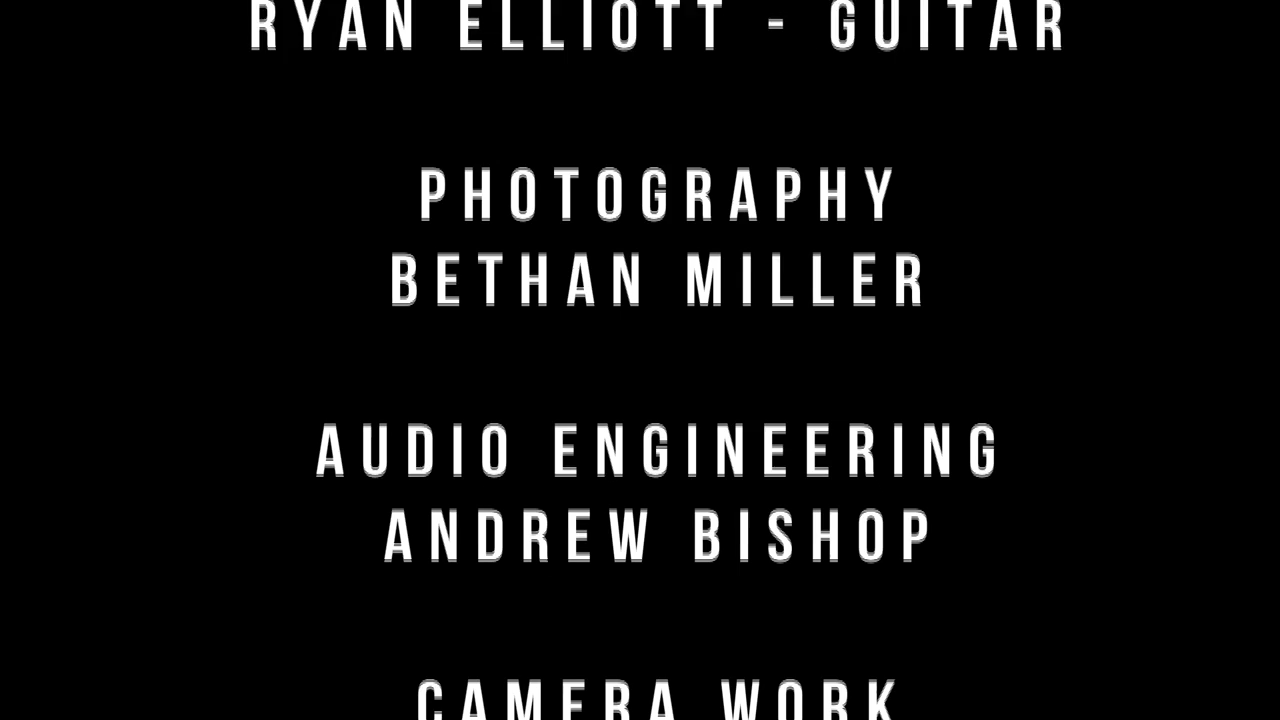 RYAN ELLIOTT - GUITAR
PHOTOGRAPHY
BETHAN MILLER
AUDIO ENGINEERING
ANDREW BISHOP
CAMERA WORK